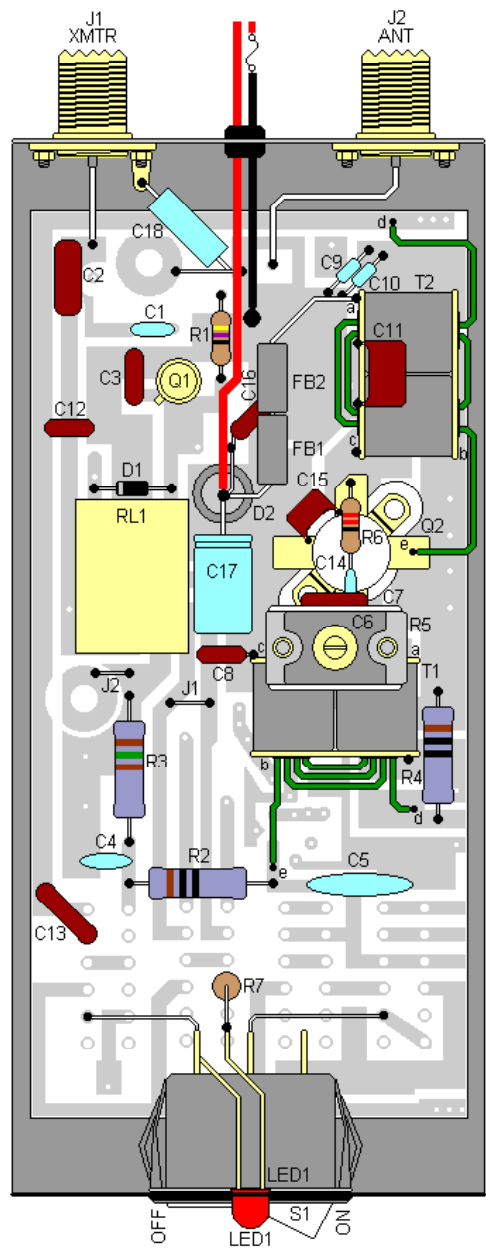 J1
XMTR
J2
ANT
C18
C2
d
C9
C10
T2
a
C1
R1
C11
C3
Q1
C16
FB2
C12
c
FB1
b
D1
C15
RL1
D2
Q2
R6
e
C17
C14
C7
C6
R5
C8
c
a
J2
J1
T1
R3
b
R4
d
C4
R2
e
C5
C13
R7
LED1
OFF
S1
ON
LED1